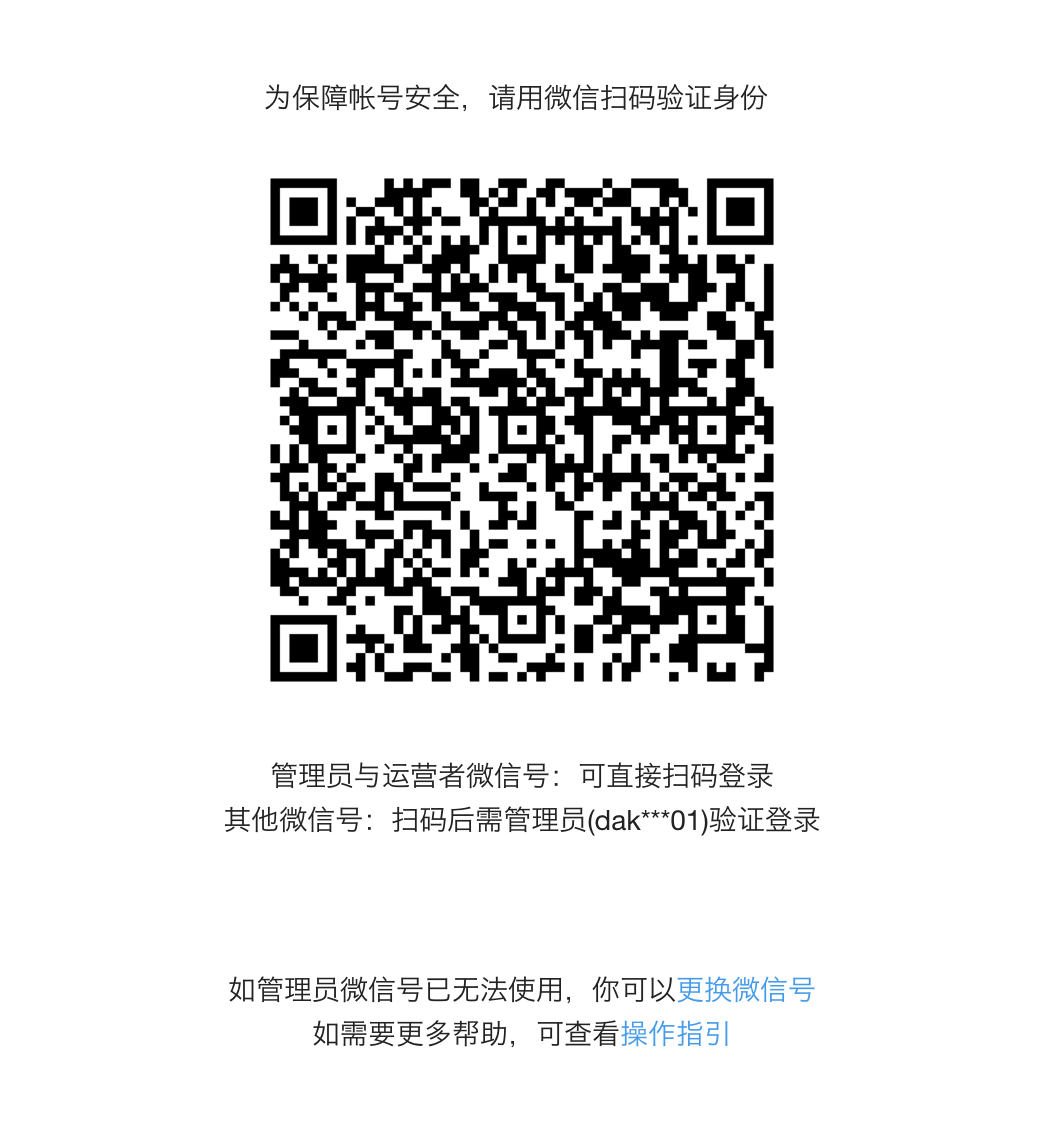 为保障帐号安全，请用微信扫码验证身份
管理员与运营者微信号：可直接扫码登录
其他微信号：扫码后需管理员(dak***01)验证登录
如管理员微信号已无法使用，你可以更换微信号
如需要更多帮助，可查看操作指引